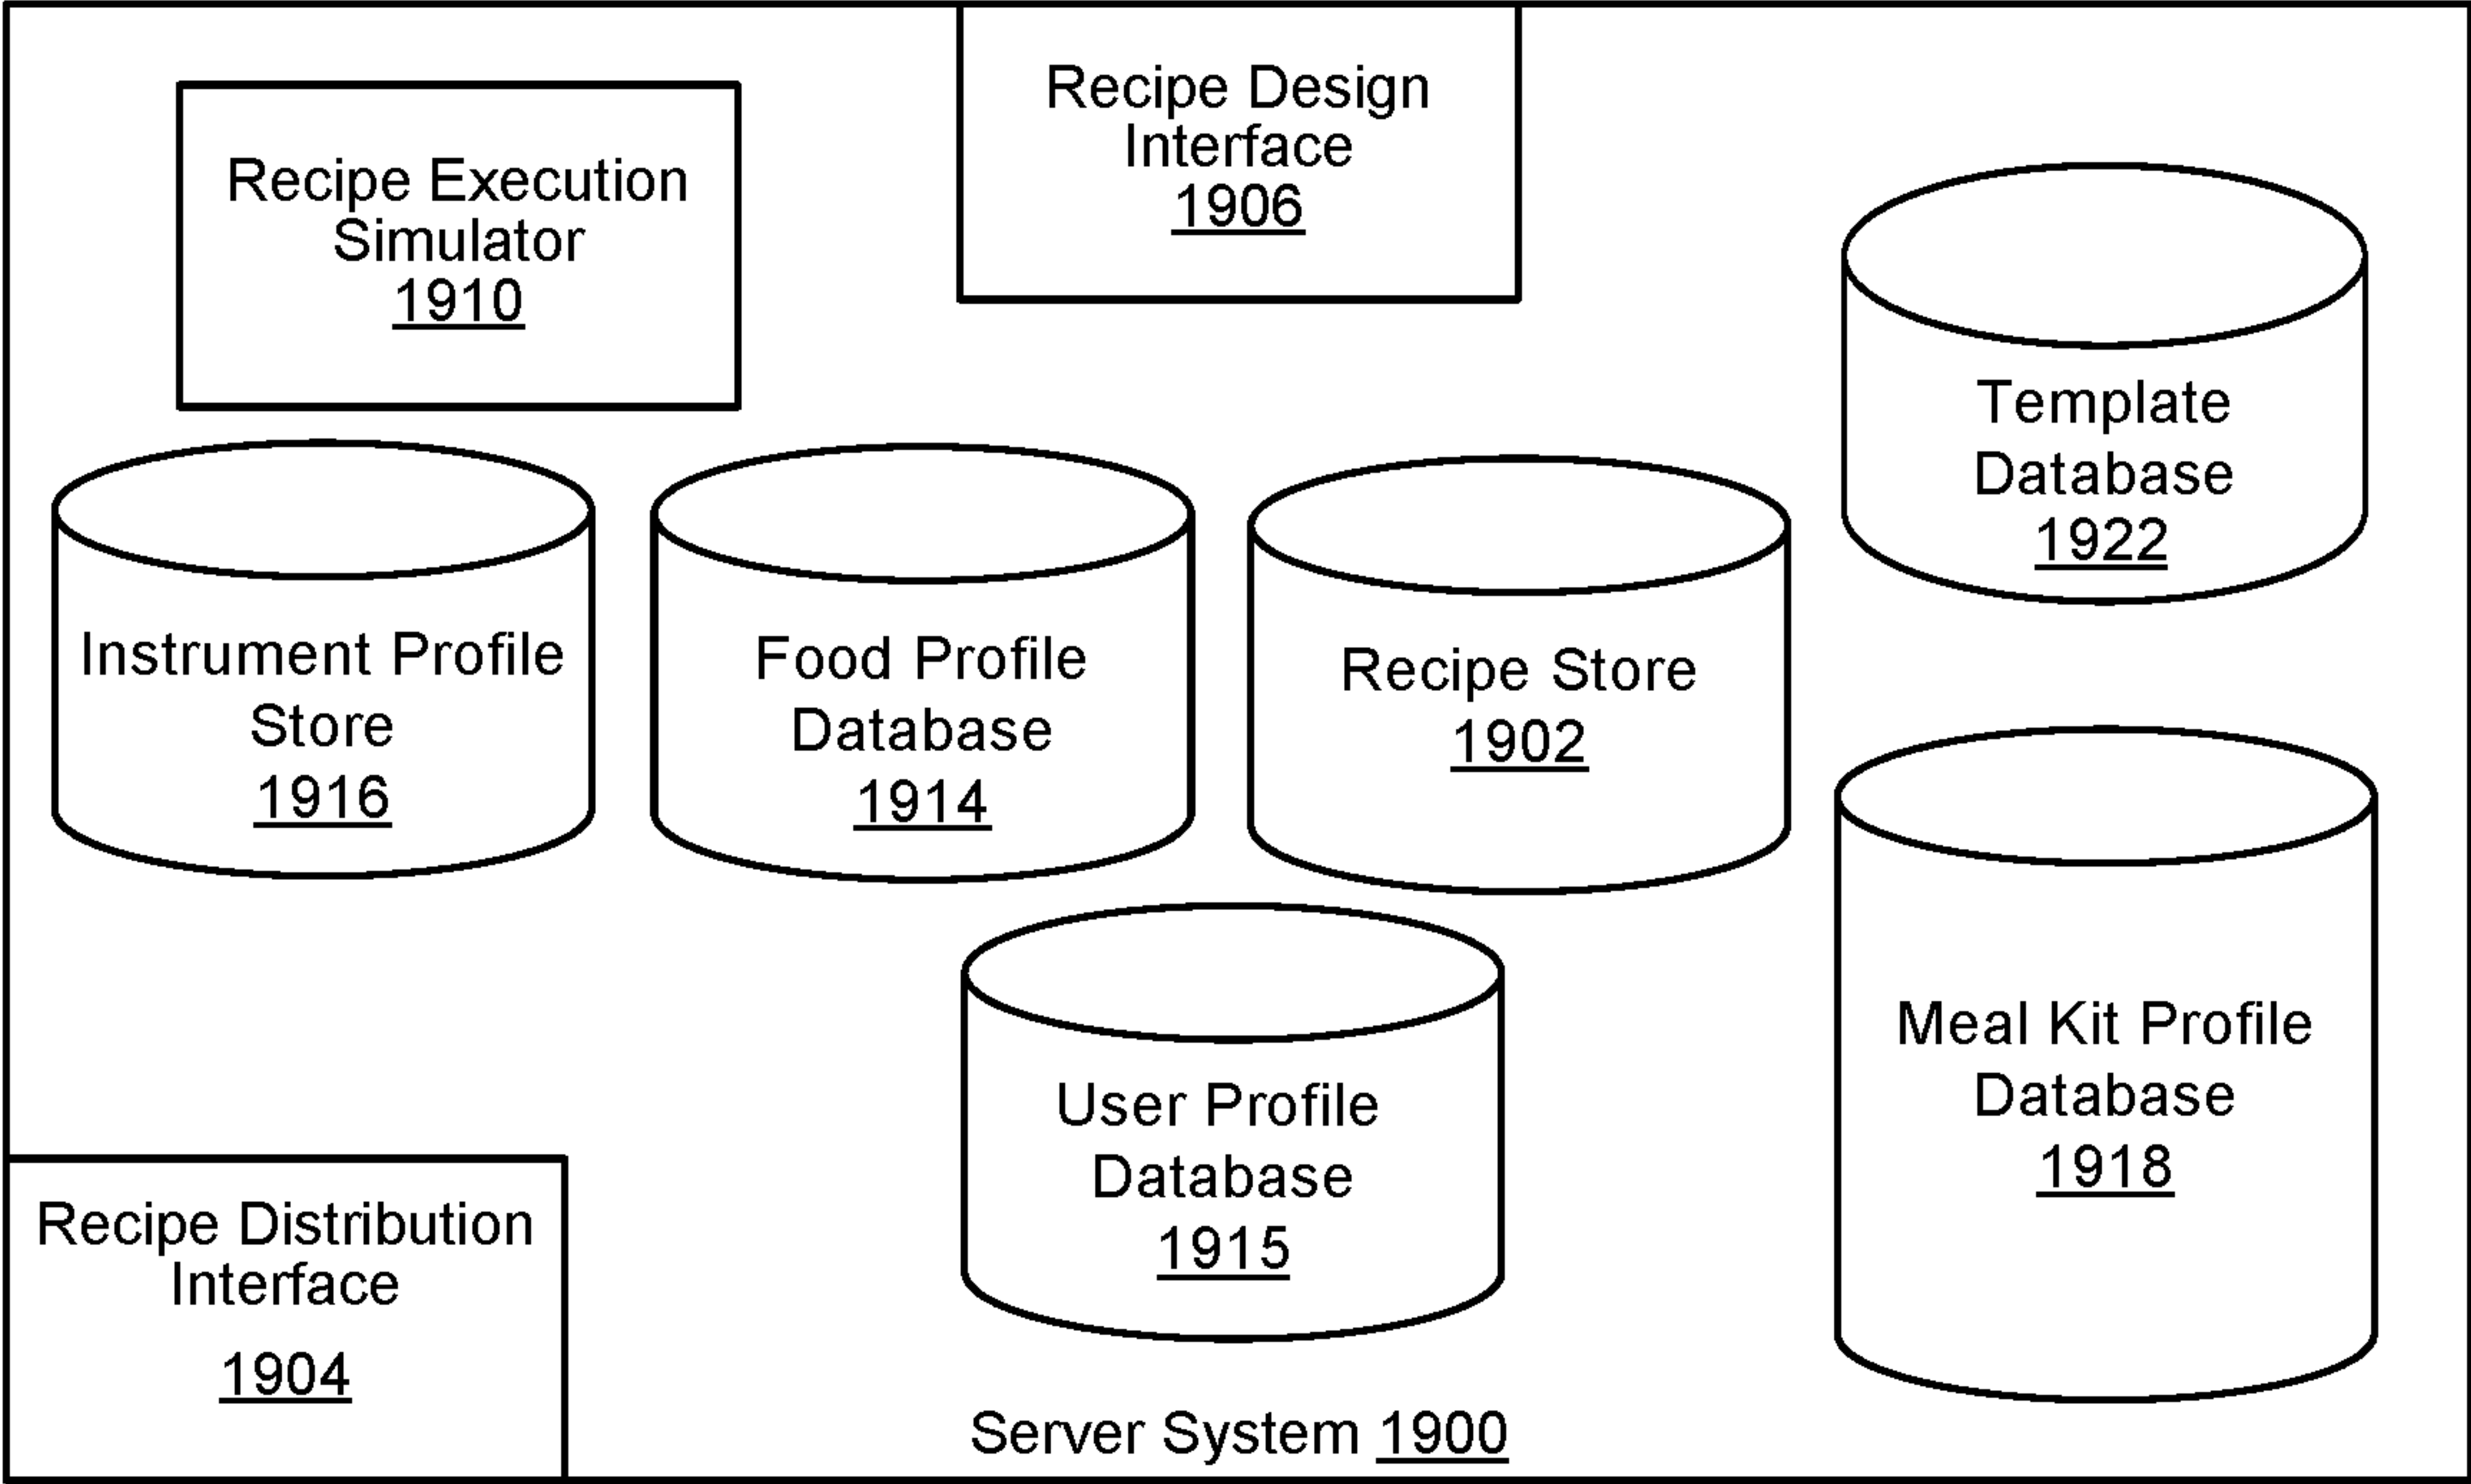 Recipe Design
Interface
1906
Recipe Execution
Simulator
1910
Template
Database
1922
Instrument Profile
Store
1916
Food Profile
Database
1914
Recipe Store
1902
Meal Kit Profile
Database
1918
User Profile
Database
1915
Recipe Distribution
Interface
1904
Server System 1900